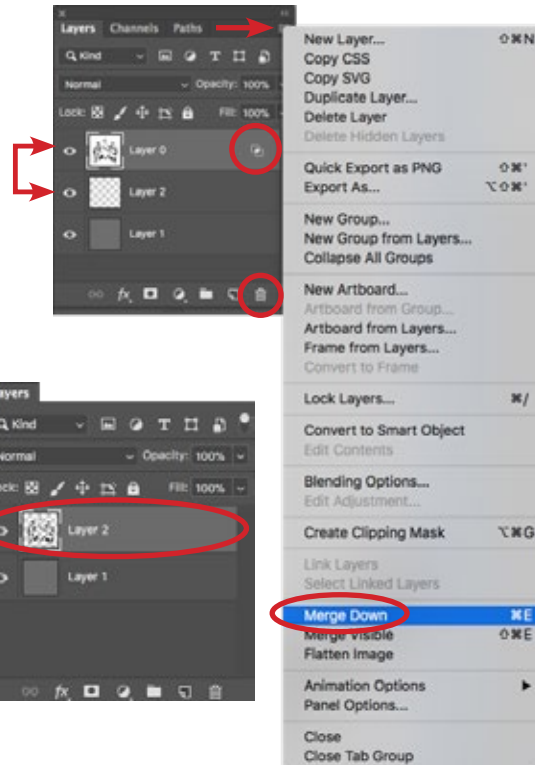 Layers Channels Paths
Kind
Normal Opacity: 100%
Lock: Fill: 100%
Layer 0
Layer 2
Layer 1
fx
ayers
Kind
Normal Opacity: 100%
Lock: Fill: 100%
Layer 2
Layer 1
fx
New Layer... ⇧⌘N
Copy CSS
Copy SVG
Duplicate Layer...
Delete Layer
Delete Hidden Layers
Quick Export as PNG ⇧⌘'
Export As... ⌥⇧⌘'
New Group...
New Group from Layers...
Collapse All Groups
New Artboard...
Artboard from Group...
Artboard from Layers...
Frame from Layers...
Convert to Frame
Lock Layers... ⌘/
Convert to Smart Object
Edit Contents
Blending Options...
Edit Adjustment...
Create Clipping Mask ⌥⌘G
Link Layers
Select Linked Layers
Merge Down ⌘E
Merge Visible ⇧⌘E
Flatten Image
Animation Options
Panel Options...
Close
Close Tab Group